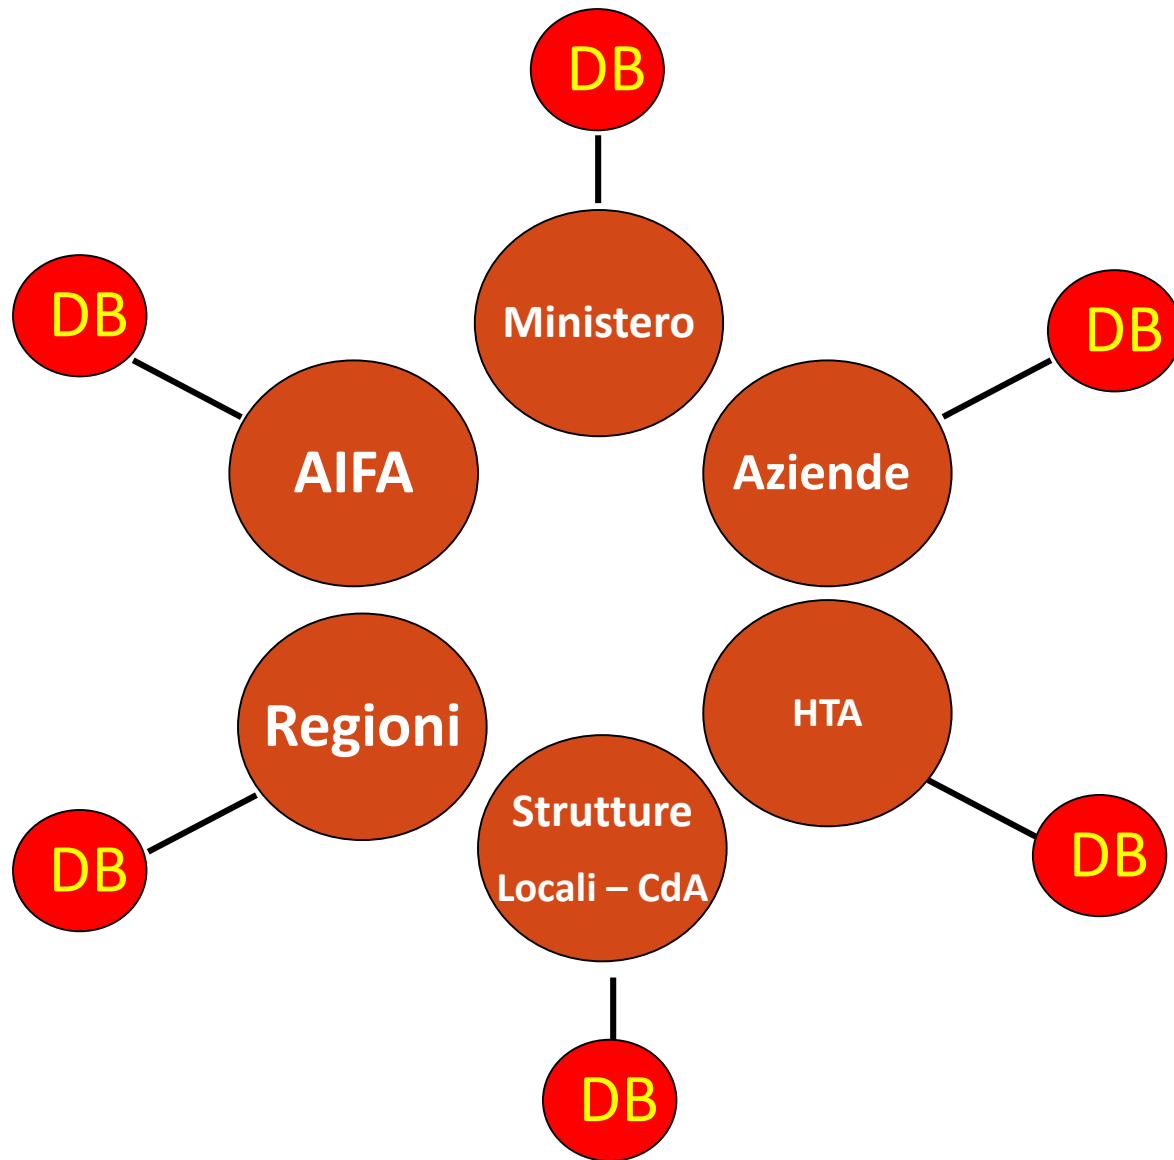 DB
Ministero
DB
DB
AIFA
Aziende
Regioni
HTA
Strutture
Locali – CdA
DB
DB
DB